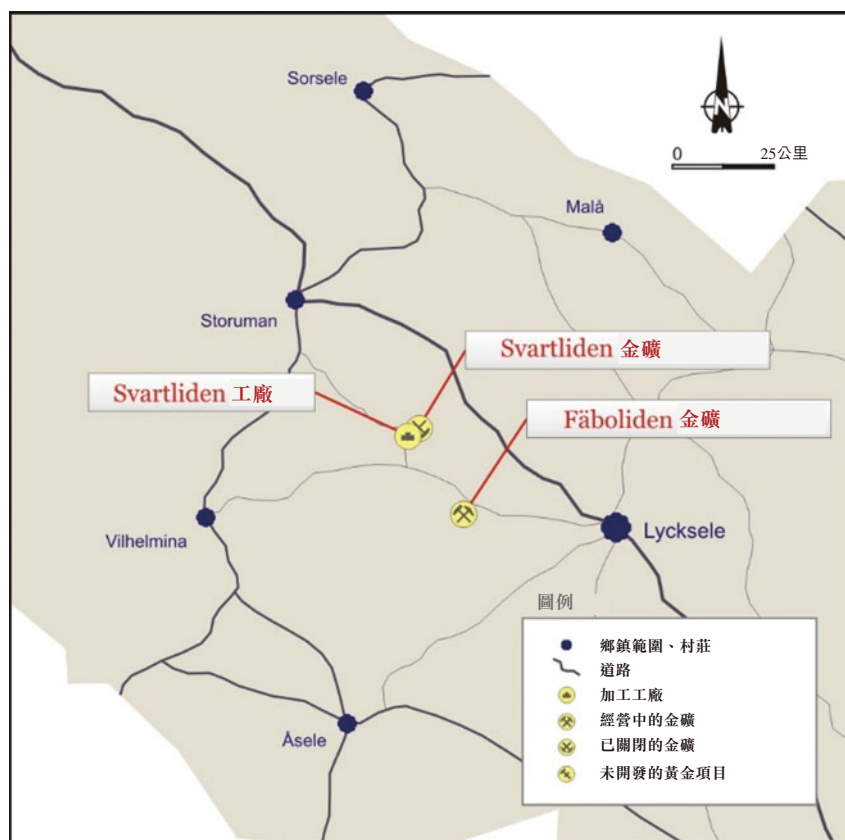 Sorsele
N
0 25公里
Malå
Storuman
Svartliden 金礦
Svartliden 工廠
Fäboliden 金礦
Vilhelmina
Lycksele
圖例
鄉鎮範圍、村莊
道路
加工工廠
經營中的金礦
已關閉的金礦
未開發的黃金項目
Åsele